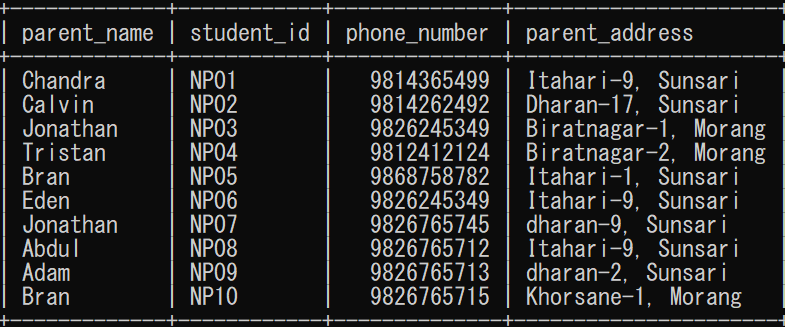 parent_name | student_id | phone_number | parent_address
Chandra | NP01 | 9814365499 | Itahari-9, Sunsari
Calvin | NP02 | 9814262492 | Dharan-17, Sunsari
Jonathan | NP03 | 9826245349 | Biratnagar-1, Morang
Tristan | NP04 | 9812412124 | Biratnagar-2, Morang
Bran | NP05 | 9868758782 | Itahari-1, Sunsari
Eden | NP06 | 9826245349 | Itahari-9, Sunsari
Jonathan | NP07 | 9826765745 | dharan-9, Sunsari
Abdul | NP08 | 9826765712 | Itahari-9, Sunsari
Adam | NP09 | 9826765713 | dharan-2, Sunsari
Bran | NP10 | 9826765715 | Khorsane-1, Morang